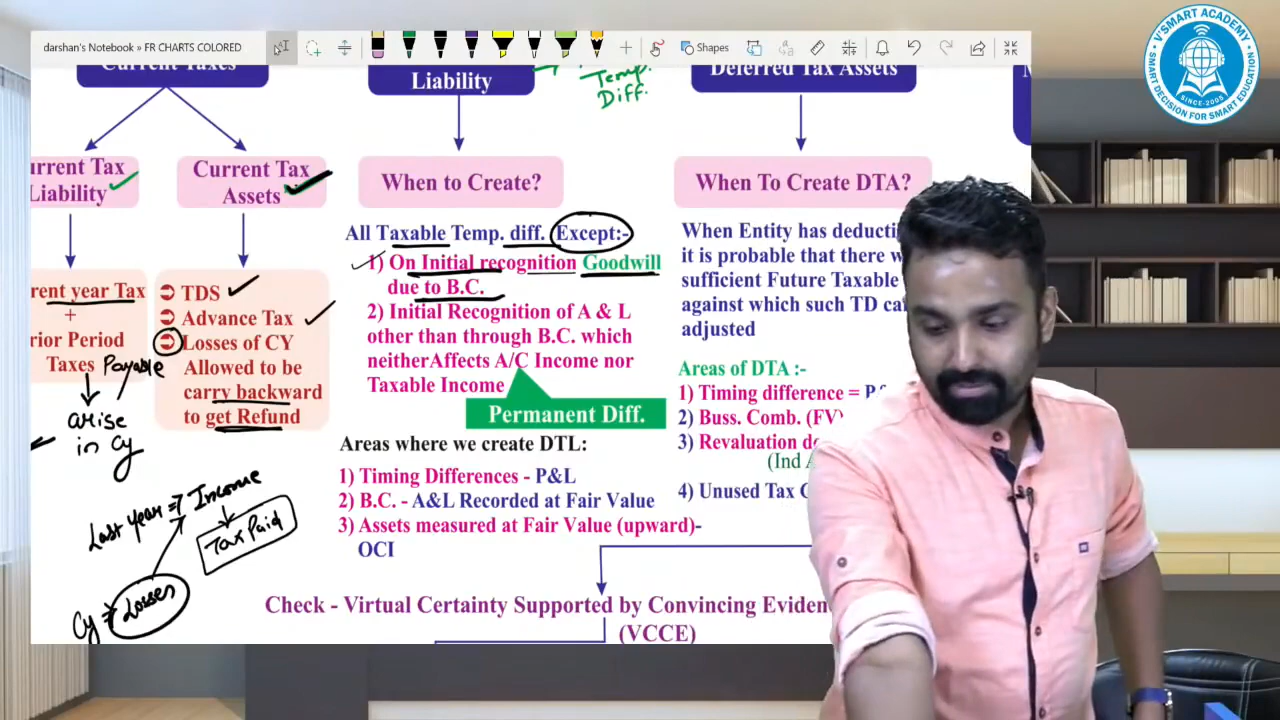 darshan's Notebook » FR CHARTS COLORED
Shapes
V'SMART ACADEMY
SMART DECISION FOR SMART EDUCATION
SINCE-2005
Current Taxes
Liability
Temp.
Diff.
Deferred Tax Assets
urrent Tax
Liability
Current Tax
Assets
When to Create?
When To Create DTA?
rent year Tax
+
rior Period
Taxes Payable
arise
in Cy
TDS
Advance Tax
Losses of CY
Allowed to be
carry backward
to get Refund
Last year => Income
Tax Paid
Cy => Losses
All Taxable Temp. diff. Except:-
1) On Initial recognition Goodwill
due to B.C.
2) Initial Recognition of A & L
other than through B.C. which
neitherAffects A/C Income nor
Taxable Income
Permanent Diff.
Areas where we create DTL:
1) Timing Differences - P&L
2) B.C. - A&L Recorded at Fair Value
3) Assets measured at Fair Value (upward)-
OCI
When Entity has deducti
it is probable that there w
sufficient Future Taxable
against which such TD ca
adjusted
Areas of DTA :-
1) Timing difference = P
2) Buss. Comb. (FV)
3) Revaluation do
(Ind A
4) Unused Tax C
Check - Virtual Certainty Supported by Convincing Eviden
(VCCE)